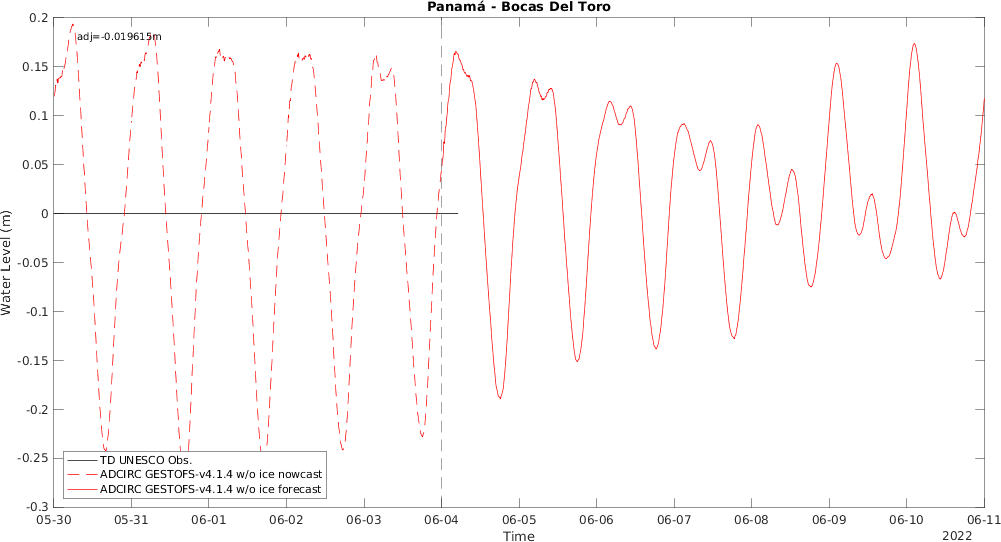 Panamá - Bocas Del Toro
adj=-0.019615m
Water Level (m)
0.2
0.15
0.1
0.05
0
-0.05
-0.1
-0.15
-0.2
-0.25
-0.3
TD UNESCO Obs.
ADCIRC GESTOFS-v4.1.4 w/o ice nowcast
ADCIRC GESTOFS-v4.1.4 w/o ice forecast
05-30 05-31 06-01 06-02 06-03 06-04 06-05 06-06 06-07 06-08 06-09 06-10 06-11
Time
2022